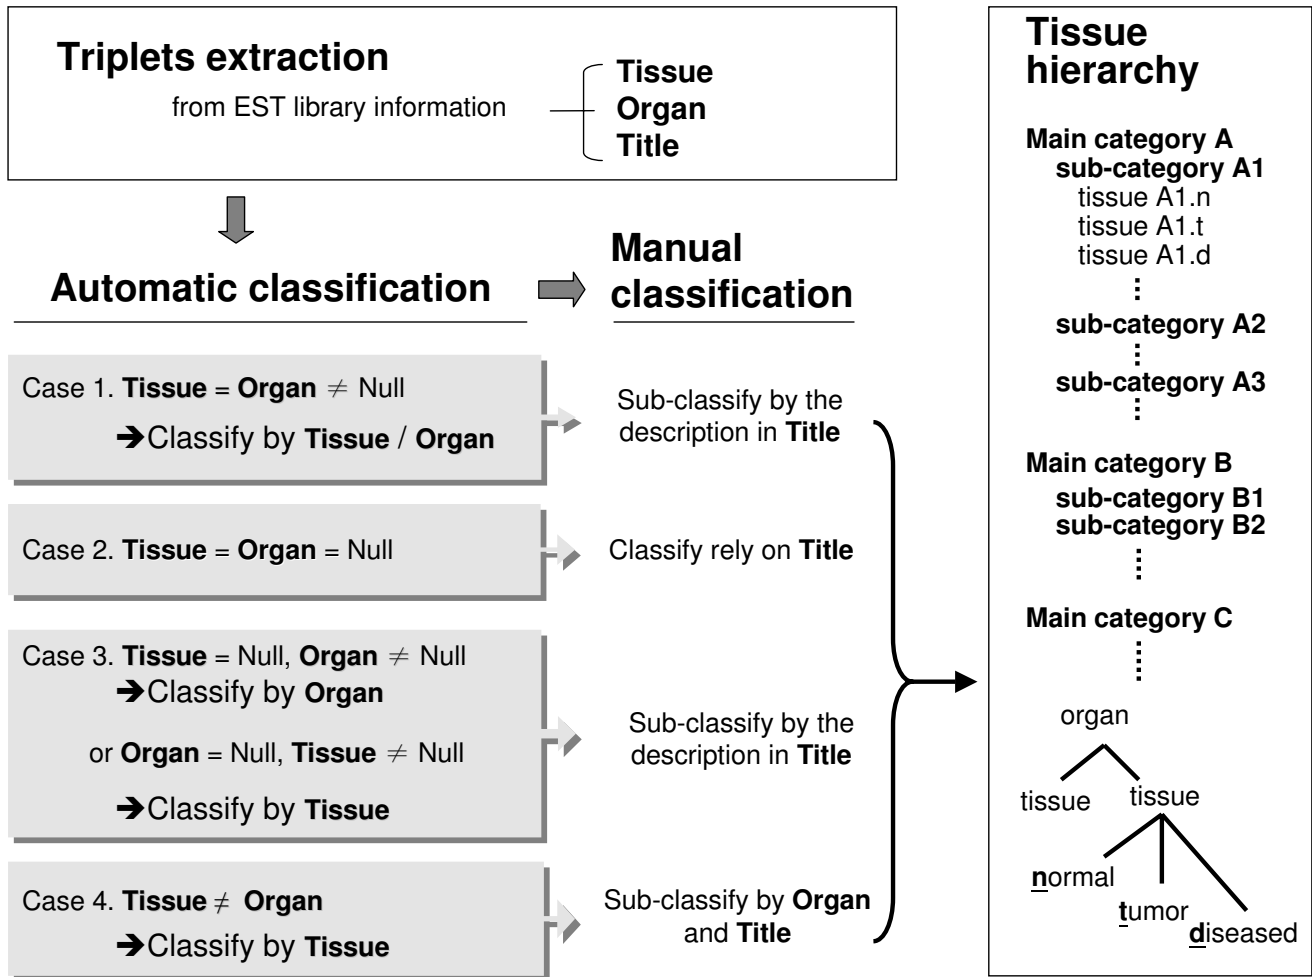 Triplets extraction
from EST library information
Tissue
Organ
Title
Automatic classification
Manual
classification
Case 1. Tissue = Organ ≠ Null
➔Classify by Tissue / Organ
Sub-classify by the
description in Title
Case 2. Tissue = Organ = Null
Classify rely on Title
Case 3. Tissue = Null, Organ ≠ Null
➔Classify by Organ
or Organ = Null, Tissue ≠ Null
➔Classify by Tissue
Sub-classify by the
description in Title
Case 4. Tissue ≠ Organ
➔Classify by Tissue
Sub-classify by Organ
and Title
Tissue
hierarchy
Main category A
sub-category A1
tissue A1.n
tissue A1.t
tissue A1.d
sub-category A2
sub-category A3
Main category B
sub-category B1
sub-category B2
Main category C
organ
tissue tissue
normal
tumor
diseased